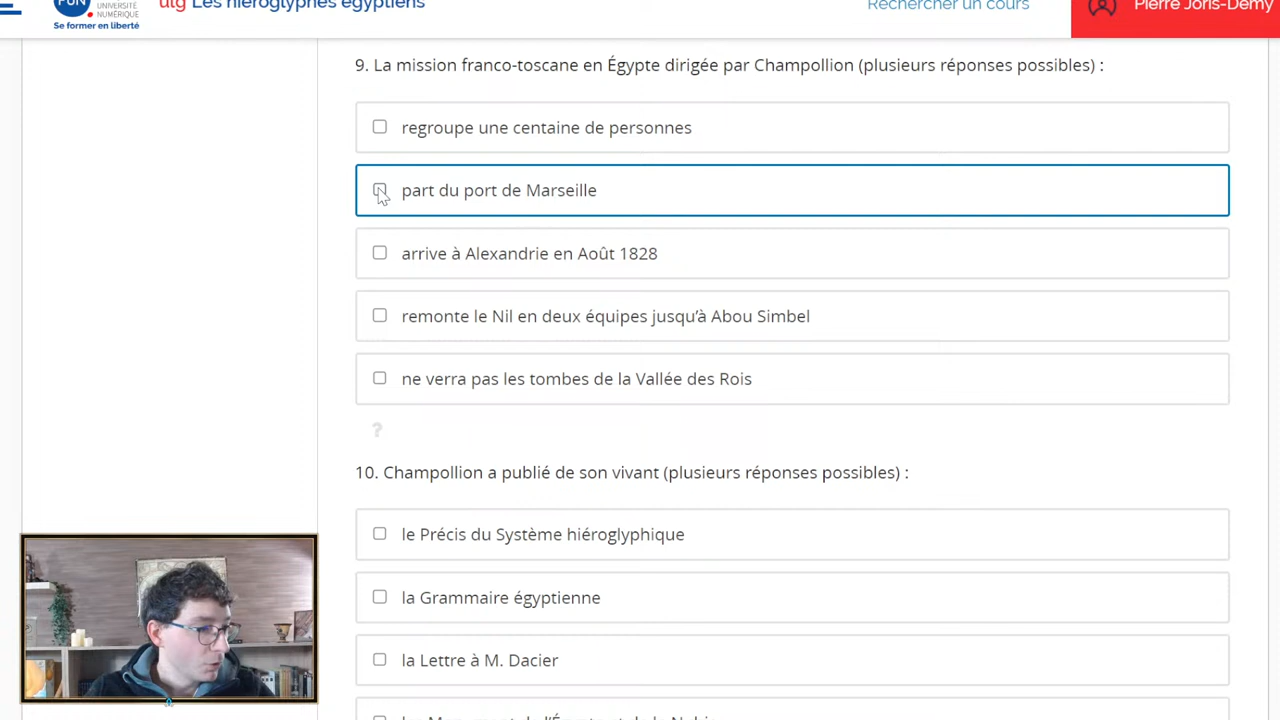 FUN UNIVERSITÉ NUMÉRIQUE
Se former en liberté
ulg Les hiéroglyphes égyptiens
Rechercher un cours
Pierre Joris-Demy
9. La mission franco-toscane en Égypte dirigée par Champollion (plusieurs réponses possibles) :
regroupe une centaine de personnes
part du port de Marseille
arrive à Alexandrie en Août 1828
remonte le Nil en deux équipes jusqu'à Abou Simbel
ne verra pas les tombes de la Vallée des Rois
?
10. Champollion a publié de son vivant (plusieurs réponses possibles) :
le Précis du Système hiéroglyphique
la Grammaire égyptienne
la Lettre à M. Dacier